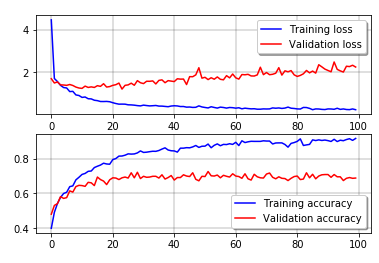 4
2
Training loss
Validation loss
0 20 40 60 80 100
0.8
0.6
0.4
Training accuracy
Validation accuracy
0 20 40 60 80 100